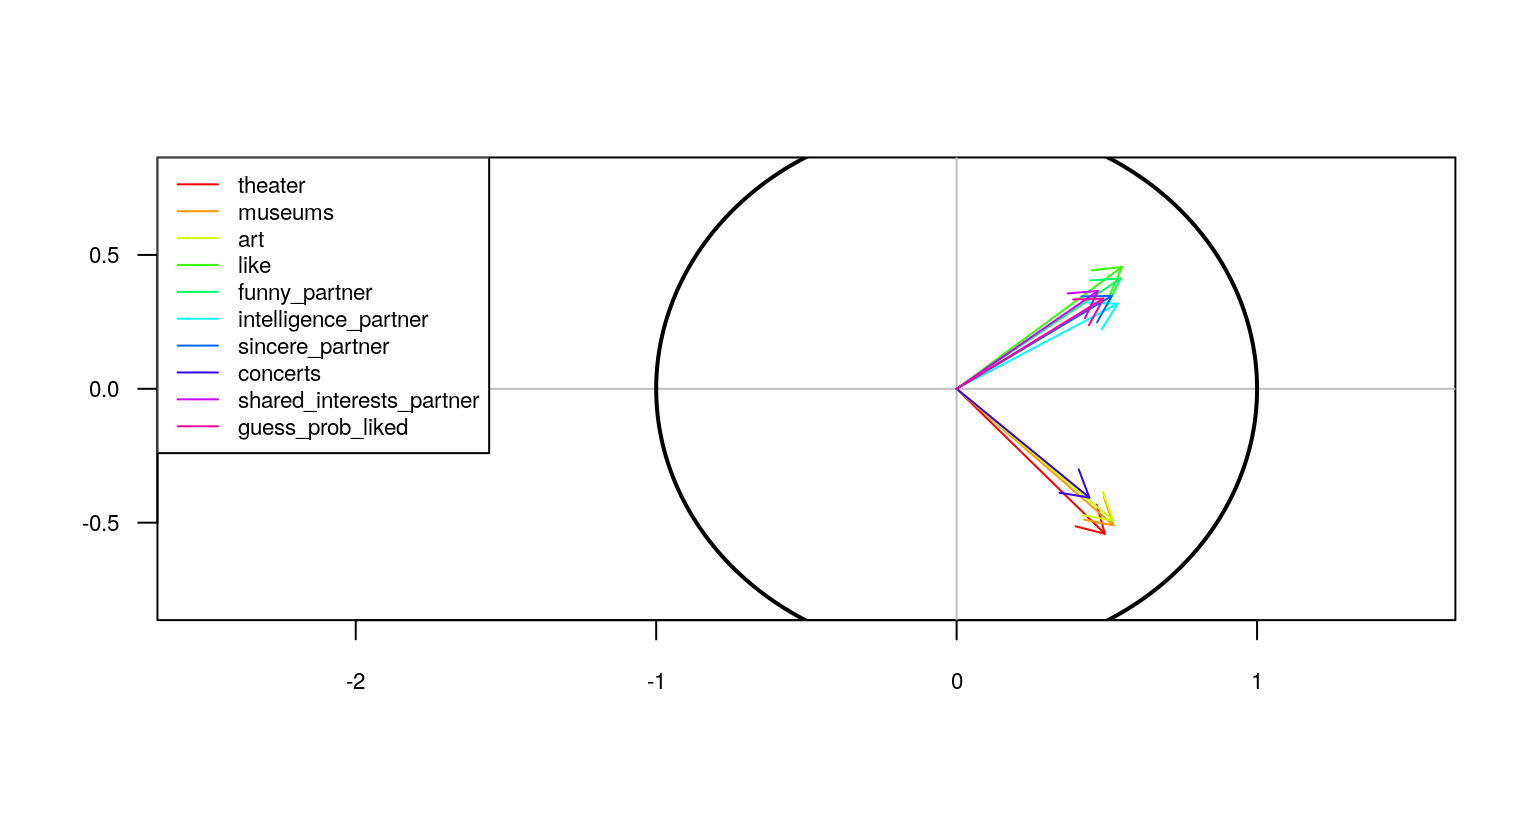 theater
museums
art
like
funny_partner
intelligence_partner
sincere_partner
concerts
shared_interests_partner
guess_prob_liked
0.5
0.0
-0.5
-2 -1 0 1